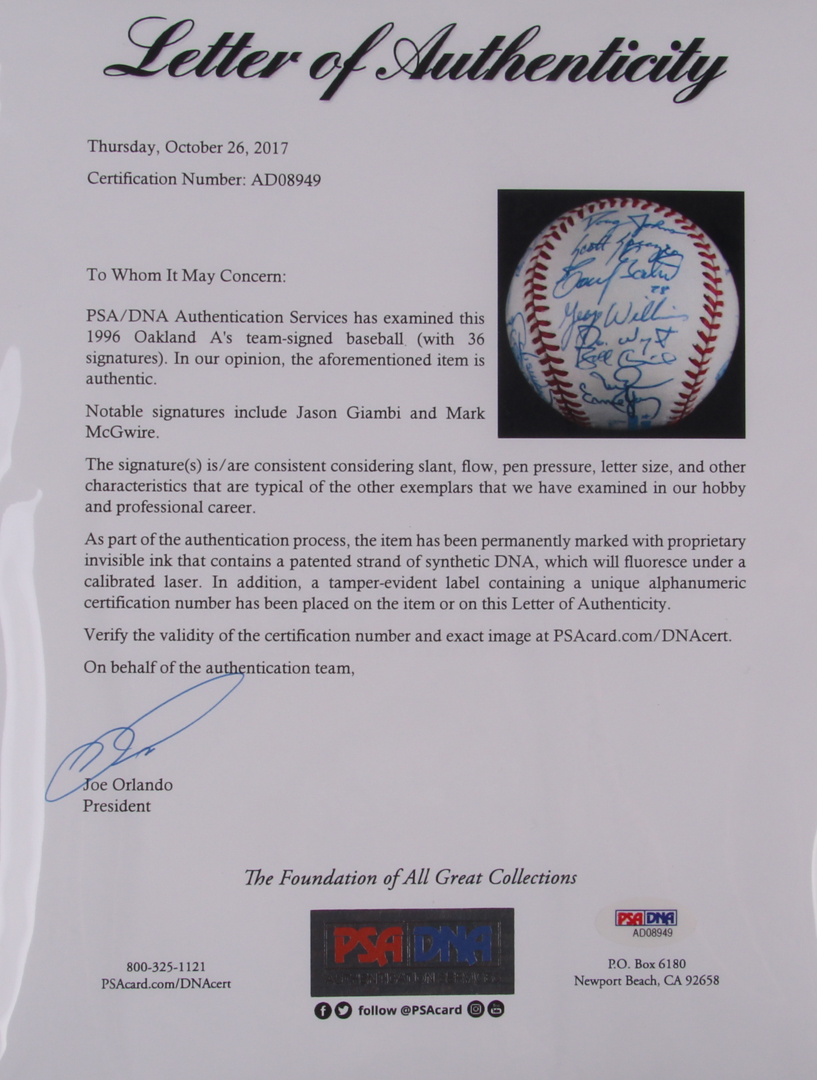 Letter of Authenticity
Thursday, October 26, 2017
Certification Number: AD08949
To Whom It May Concern:
PSA/DNA Authentication Services has examined this
1996 Oakland A's team-signed baseball (with 36
signatures). In our opinion, the aforementioned item is
authentic.
Notable signatures include Jason Giambi and Mark
McGwire.
The signature(s) is/are consistent considering slant, flow, pen pressure, letter size, and other
characteristics that are typical of the other exemplars that we have examined in our hobby
and professional career.
As part of the authentication process, the item has been permanently marked with proprietary
invisible ink that contains a patented strand of synthetic DNA, which will fluoresce under a
calibrated laser. In addition, a tamper-evident label containing a unique alphanumeric
certification number has been placed on the item or on this Letter of Authenticity.
Verify the validity of the certification number and exact image at PSAcard.com/DNAcert.
On behalf of the authentication team,
Joe Orlando
President
The Foundation of All Great Collections
PSA DNA
AUTHENTICATION SERVICES
PSA DNA
AD08949
800-325-1121
PSAcard.com/DNAcert
P.O. Box 6180
Newport Beach, CA 92658
follow @PSAcard